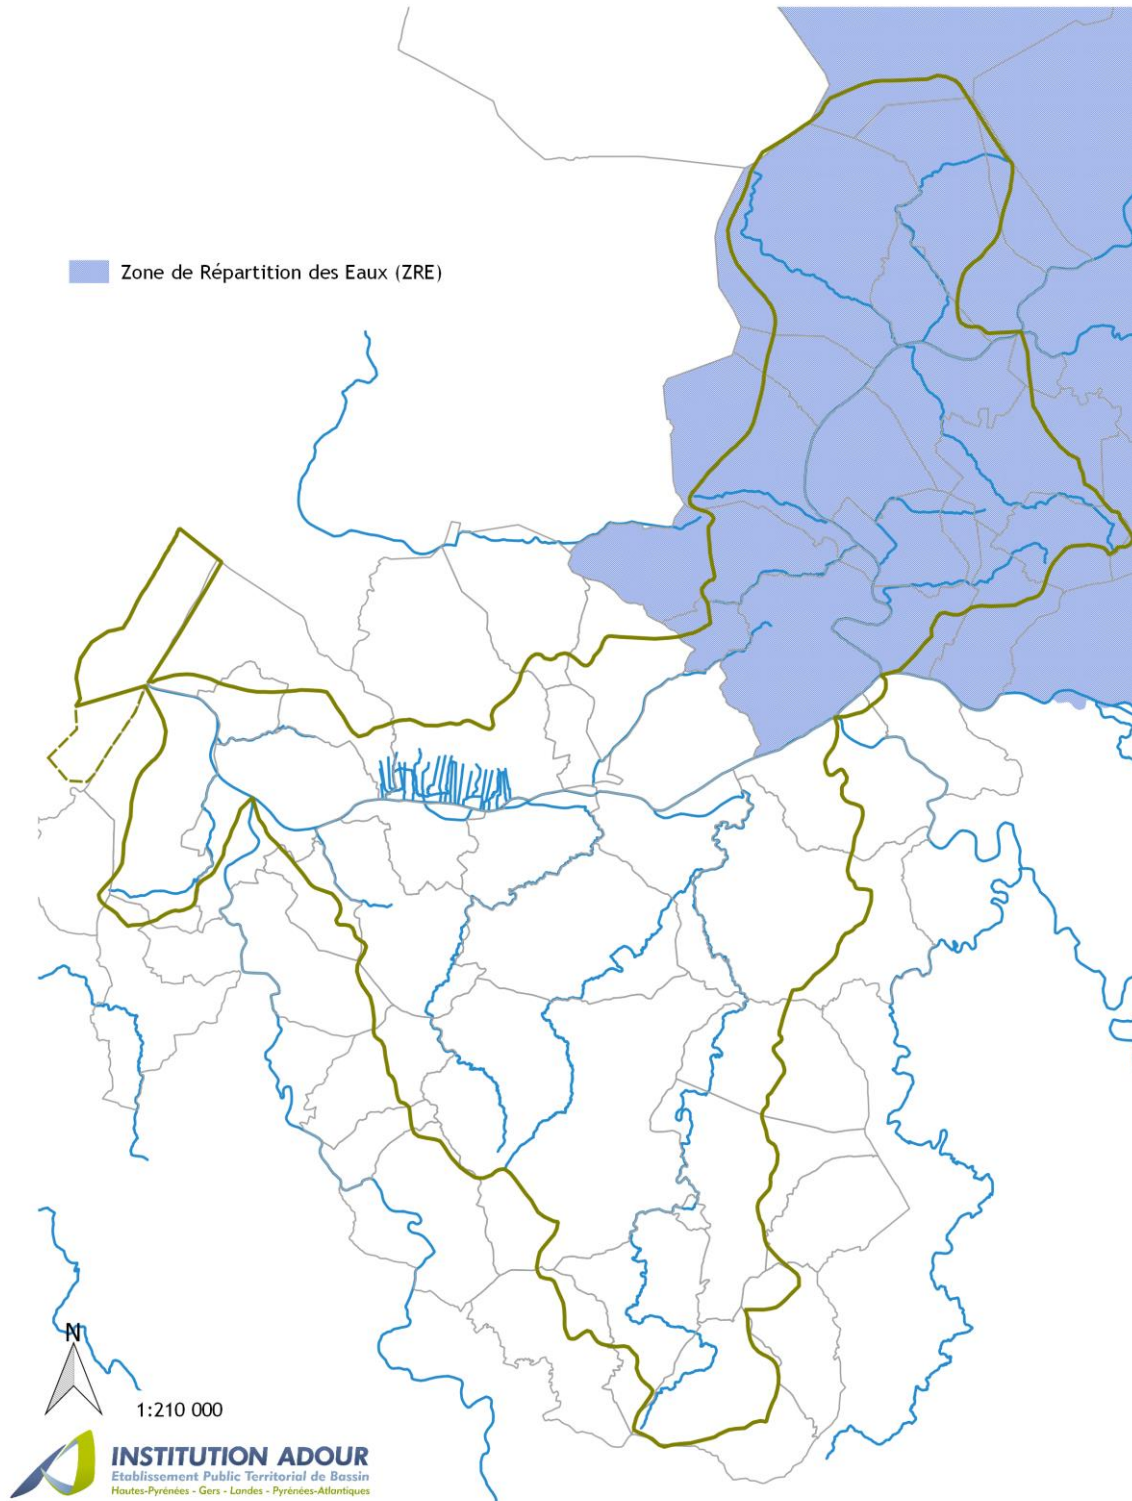 Zone de Répartition des Eaux (ZRE)
N
1:210 000
INSTITUTION ADOUR
Etablissement Public Territorial de Bassin
Hautes-Pyrénées - Gers - Landes - Pyrénées-Atlantiques